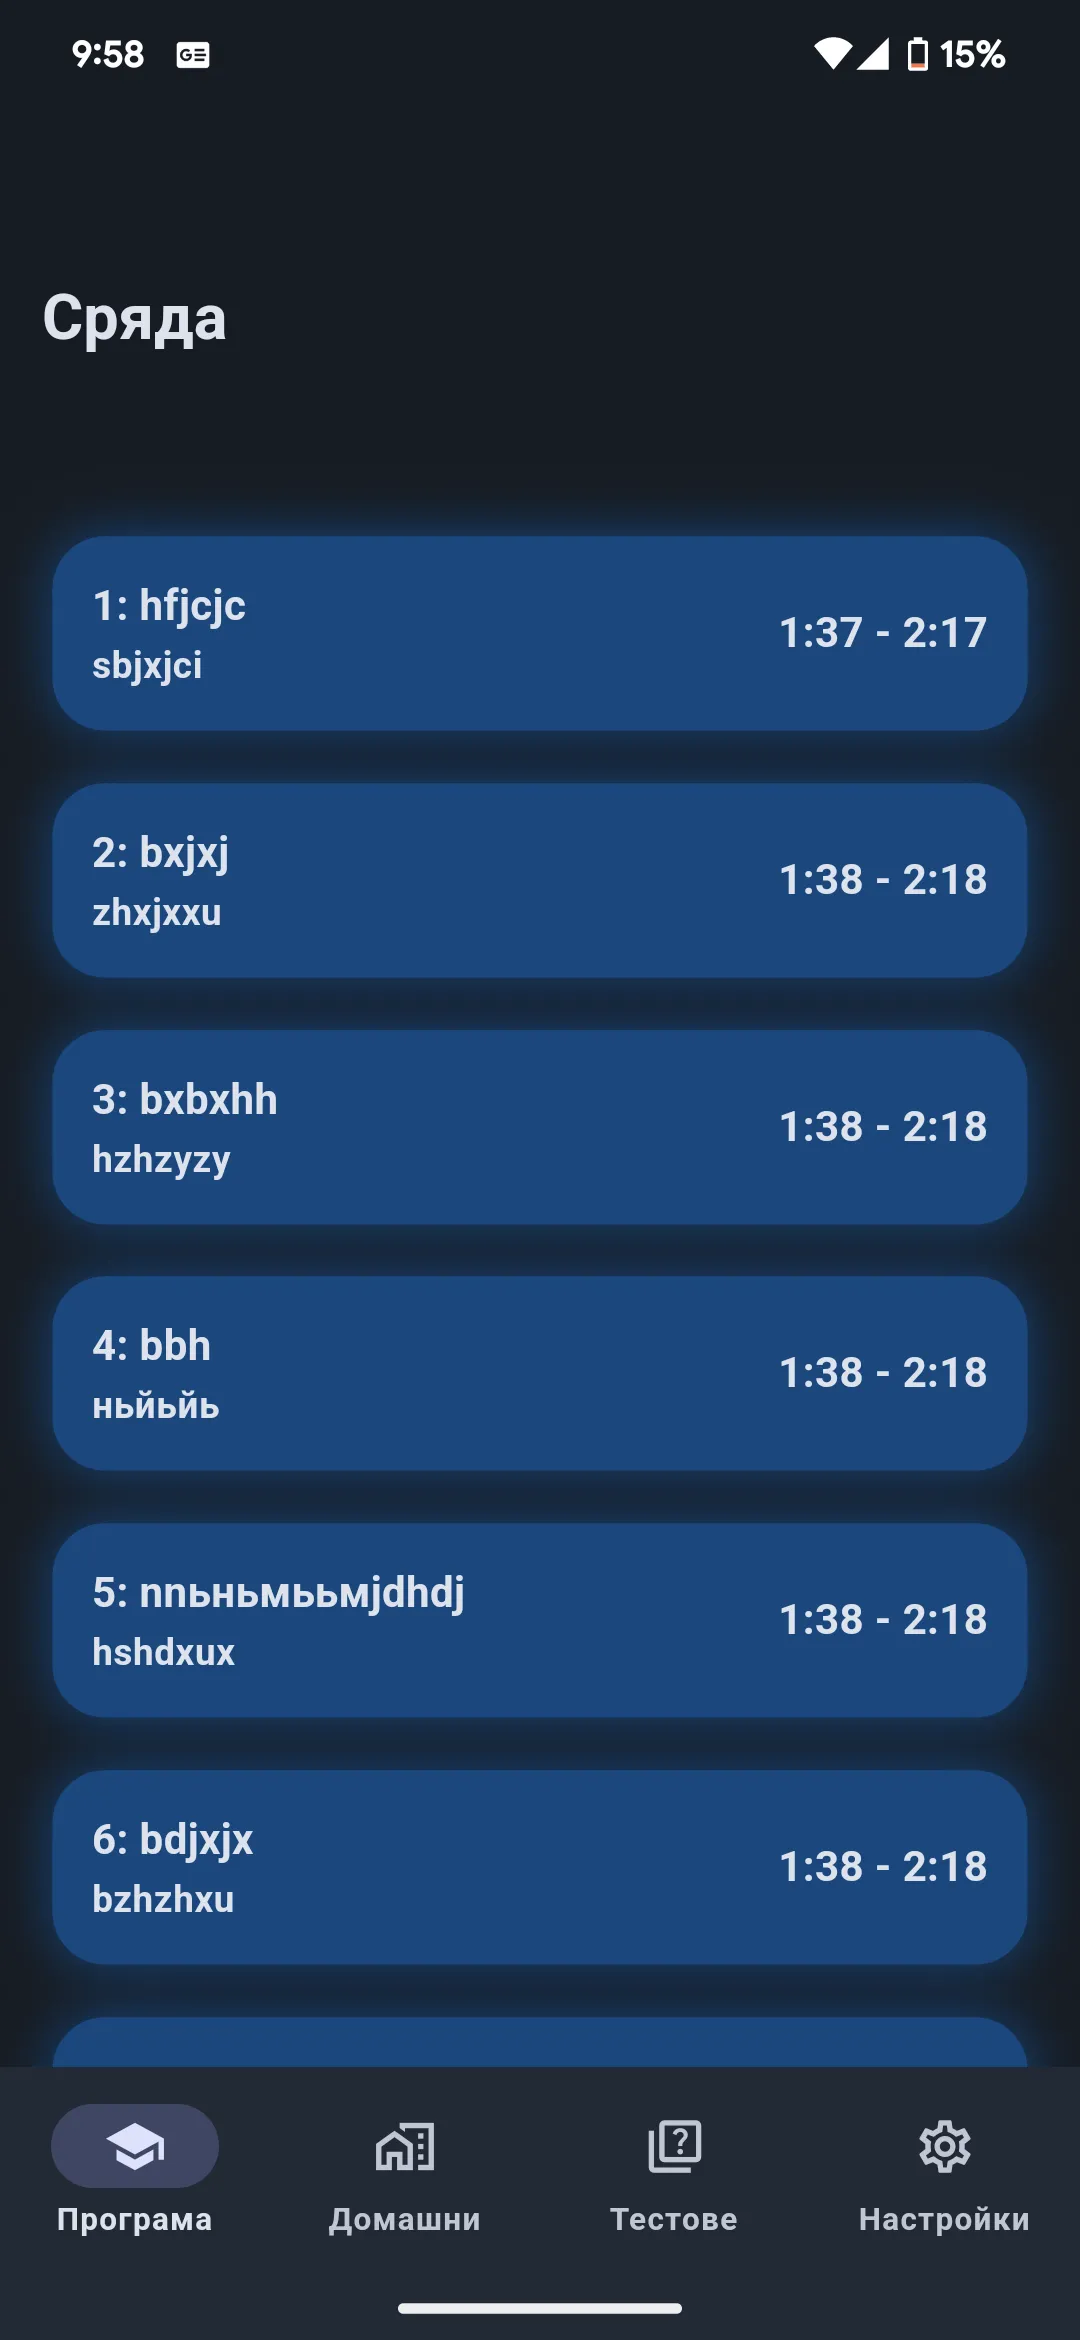 9:58 GE 15%
Сряда
1: hfjcjc
sbjxjci
1:37 - 2:17
2: bxjxj
zhxjxxu
1:38 - 2:18
3: bxbxhh
hzhzyzy
1:38 - 2:18
4: bbh
ньйьйь
1:38 - 2:18
5: nnьньмььмjdhdj
hshdxux
1:38 - 2:18
6: bdjxjx
bzhzhxu
1:38 - 2:18
Програма Домашни Тестове Настройки